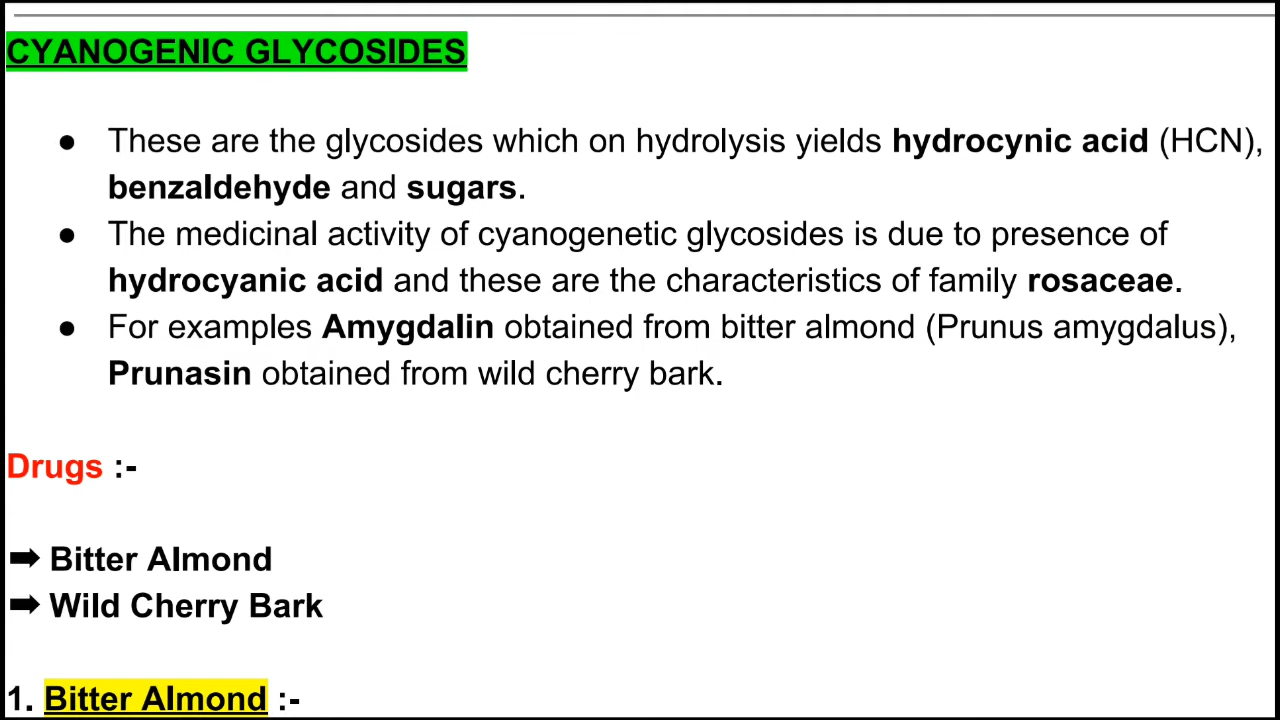 CYANOGENIC GLYCOSIDES
● These are the glycosides which on hydrolysis yields hydrocynic acid (HCN),
benzaldehyde and sugars.
● The medicinal activity of cyanogenetic glycosides is due to presence of
hydrocyanic acid and these are the characteristics of family rosaceae.
● For examples Amygdalin obtained from bitter almond (Prunus amygdalus),
Prunasin obtained from wild cherry bark.
Drugs :-
➡ Bitter Almond
➡ Wild Cherry Bark
1. Bitter Almond :-